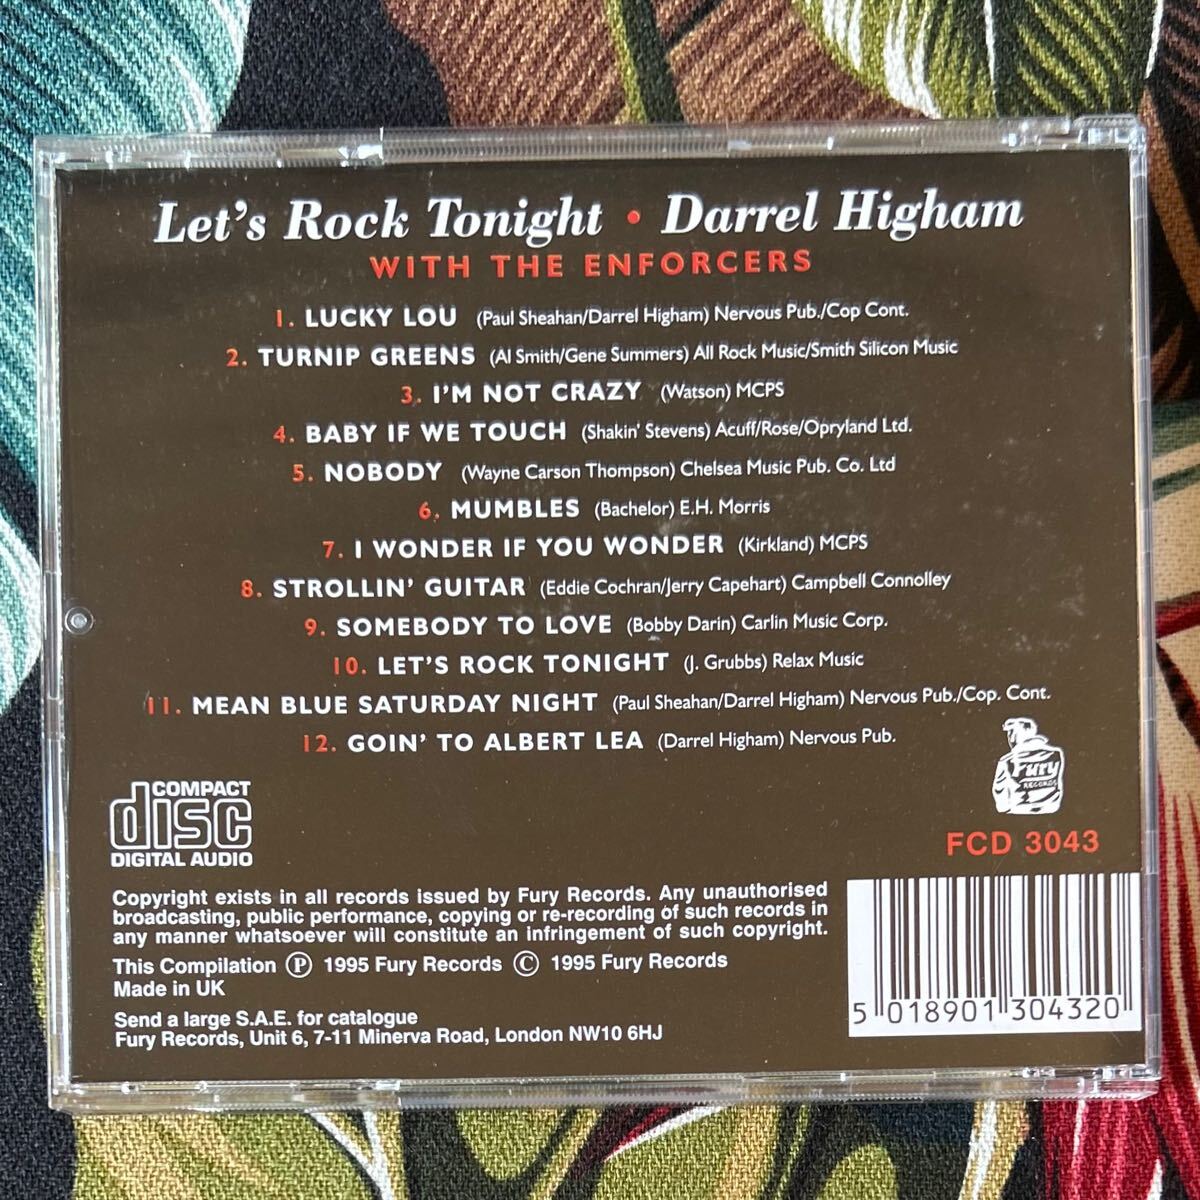 Let's Rock Tonight • Darrel Higham
WITH THE ENFORCERS
1. LUCKY LOU (Paul Sheahan/Darrel Higham) Nervous Pub./Cop Cont.
2. TURNIP GREENS (Al Smith/Gene Summers) All Rock Music/Smith Silicon Music
3. I'M NOT CRAZY (Watson) MCPS
4. BABY IF WE TOUCH (Shakin' Stevens) Acuff/Rose/Opryland Ltd.
5. NOBODY (Wayne Carson Thompson) Chelsea Music Pub. Co. Ltd
6. MUMBLES (Bachelor) E.H. Morris
7. I WONDER IF YOU WONDER (Kirkland) MCPS
8. STROLLIN' GUITAR (Eddie Cochran/Jerry Capehart) Campbell Connolley
9. SOMEBODY TO LOVE (Bobby Darin) Carlin Music Corp.
10. LET'S ROCK TONIGHT (J. Grubbs) Relax Music
11. MEAN BLUE SATURDAY NIGHT (Paul Sheahan/Darrel Higham) Nervous Pub./Cop. Cont.
12. GOIN' TO ALBERT LEA (Darrel Higham) Nervous Pub.
Fury
RECORDS
COMPACT
disc
DIGITAL AUDIO
FCD 3043
Copyright exists in all records issued by Fury Records. Any unauthorised
broadcasting, public performance, copying or re-recording of such records in
any manner whatsoever will constitute an infringement of such copyright.
This Compilation Ⓟ 1995 Fury Records © 1995 Fury Records
Made in UK
Send a large S.A.E. for catalogue
Fury Records, Unit 6, 7-11 Minerva Road, London NW10 6HJ
5 018901 304320